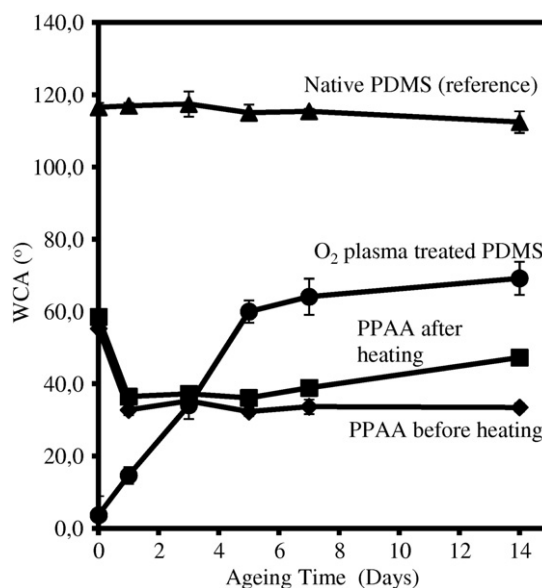 140,0
120,0
100,0
80,0
60,0
40,0
20,0
0,0
WCA (º)
Native PDMS (reference)
O₂ plasma treated PDMS
PPAA after
heating
PPAA before heating
0 2 4 6 8 10 12 14
Ageing Time (Days)